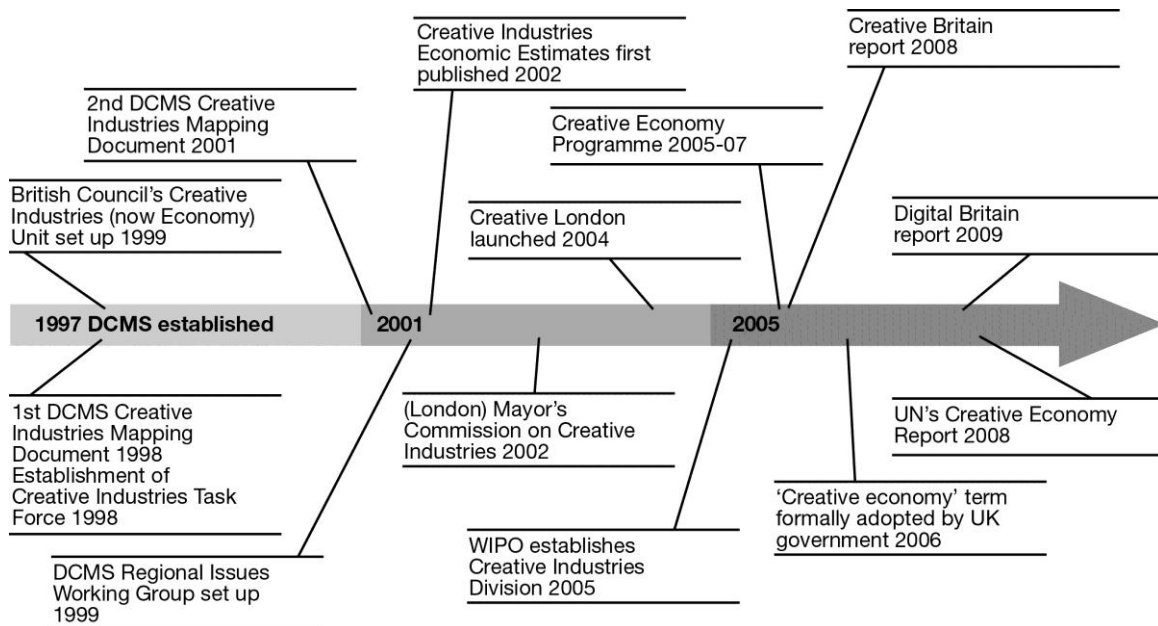 Creative Industries
Economic Estimates first
published 2002
Creative Britain
report 2008
2nd DCMS Creative
Industries Mapping
Document 2001
Creative Economy
Programme 2005-07
British Council’s Creative
Industries (now Economy)
Unit set up 1999
Creative London
launched 2004
Digital Britain
report 2009
1997 DCMS established
2001
2005
1st DCMS Creative
Industries Mapping
Document 1998
Establishment of
Creative Industries Task
Force 1998
(London) Mayor’s
Commission on Creative
Industries 2002
UN’s Creative Economy
Report 2008
‘Creative economy’ term
formally adopted by UK
government 2006
WIPO establishes
Creative Industries
Division 2005
DCMS Regional Issues
Working Group set up
1999